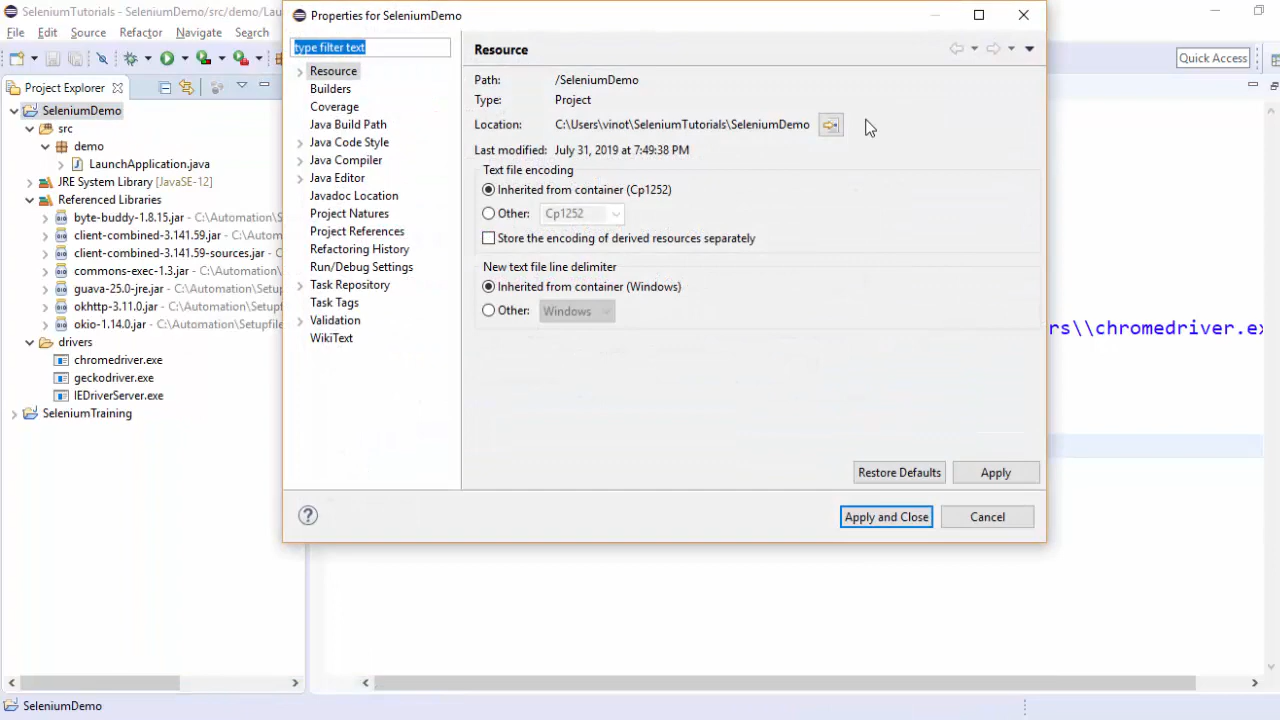 SeleniumTutorials - SeleniumDemo/src/demo/Lau
File Edit Source Refactor Navigate Search
Quick Access
Project Explorer
SeleniumDemo
src
demo
LaunchApplication.java
JRE System Library [JavaSE-12]
Referenced Libraries
byte-buddy-1.8.15.jar - C:\Automation\Se
client-combined-3.141.59.jar - C:\Automa
client-combined-3.141.59-sources.jar - C:
commons-exec-1.3.jar - C:\Automation\S
guava-25.0-jre.jar - C:\Automation\Setup
okhttp-3.11.0.jar - C:\Automation\Setupf
okio-1.14.0.jar - C:\Automation\Setupfile
drivers
chromedriver.exe
geckodriver.exe
IEDriverServer.exe
SeleniumTraining
Properties for SeleniumDemo
type filter text
Resource
Builders
Coverage
Java Build Path
Java Code Style
Java Compiler
Java Editor
Javadoc Location
Project Natures
Project References
Refactoring History
Run/Debug Settings
Task Repository
Task Tags
Validation
WikiText
Resource
Path: /SeleniumDemo
Type: Project
Location: C:\Users\vinot\SeleniumTutorials\SeleniumDemo
Last modified: July 31, 2019 at 7:49:38 PM
Text file encoding
Inherited from container (Cp1252)
Other: Cp1252
Store the encoding of derived resources separately
New text file line delimiter
Inherited from container (Windows)
Other: Windows
Restore Defaults Apply
Apply and Close Cancel
rs\\chromedriver.ex
SeleniumDemo